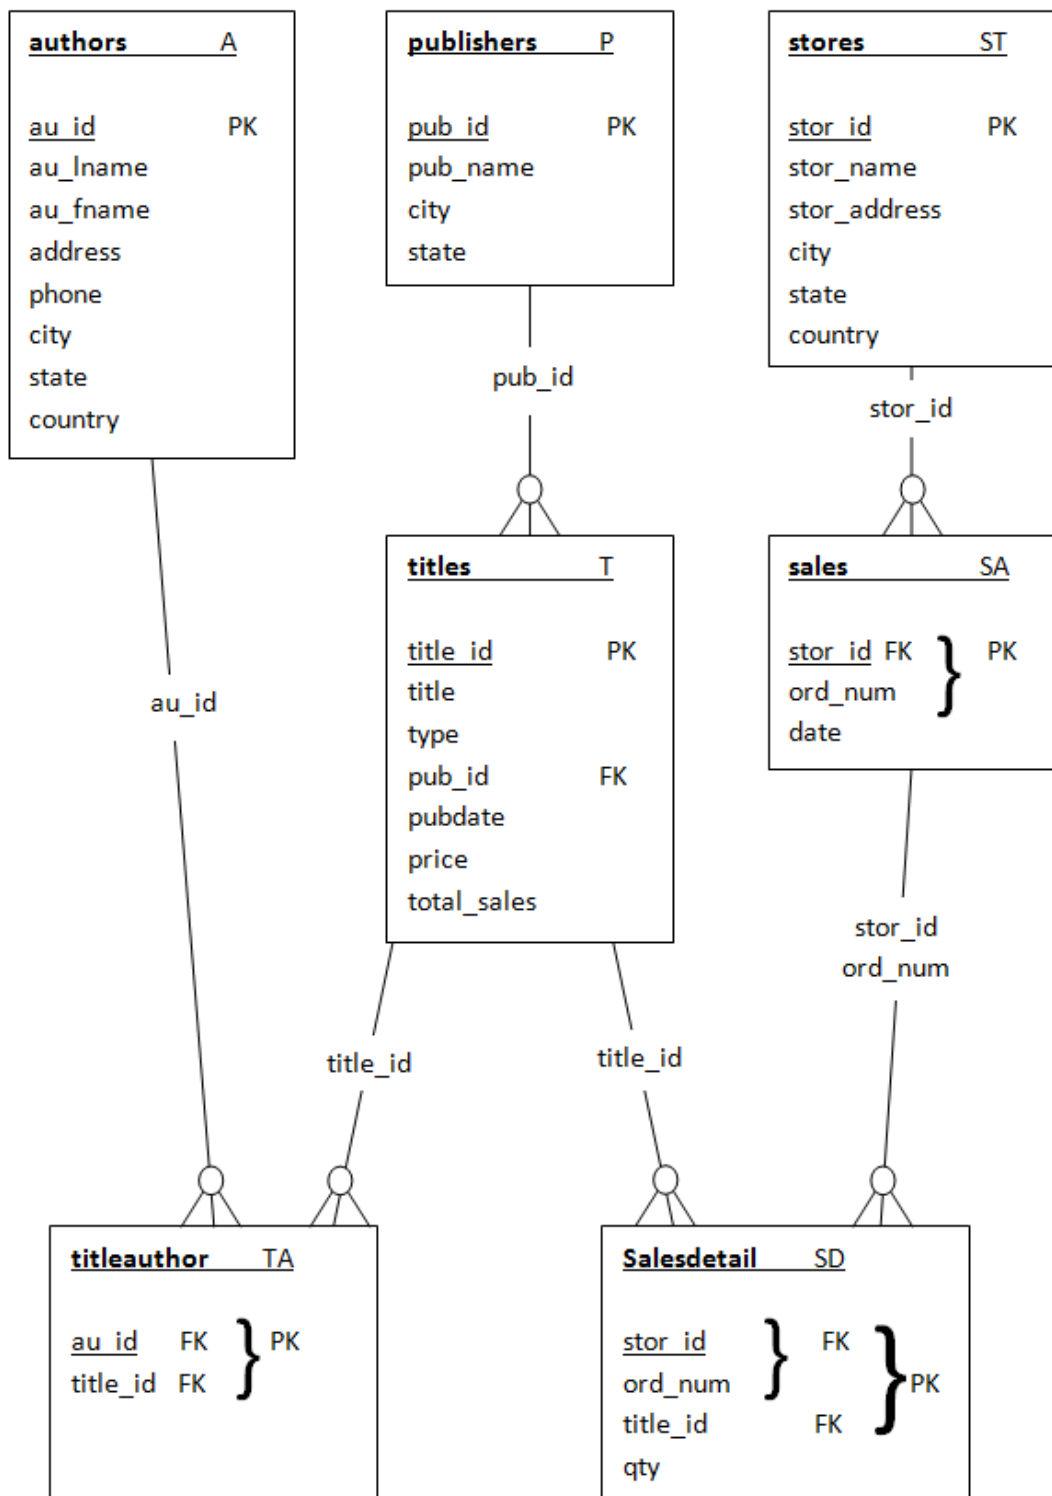 authors A
au_id PK
au_lname
au_fname
address
phone
city
state
country
publishers P
pub_id PK
pub_name
city
state
stores ST
stor_id PK
stor_name
stor_address
city
state
country
pub_id
stor_id
au_id
titles T
title_id PK
title
type
pub_id FK
pubdate
price
total_sales
sales SA
stor_id FK } PK
ord_num
date
title_id
title_id
stor_id
ord_num
titleauthor TA
au_id FK } PK
title_id FK
Salesdetail SD
stor_id } FK
ord_num } PK
title_id FK
qty